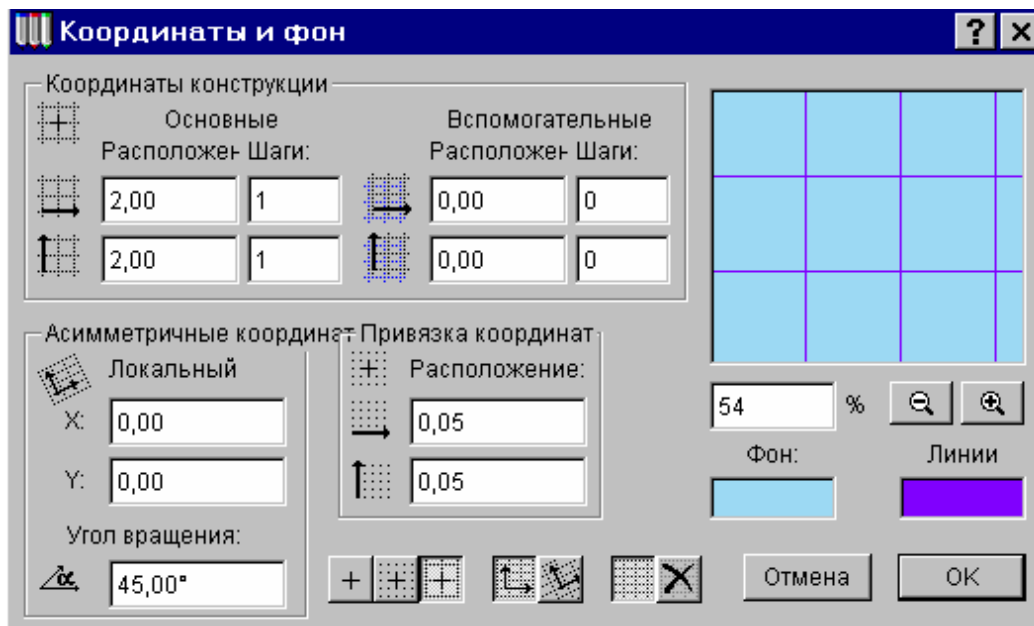 Координаты и фон
Координаты конструкции
Основные Вспомогательные
Расположен Шаги: Расположен Шаги:
2,00 1 0,00 0
2,00 1 0,00 0
Асимметричные координат Привязка координат
Локальный Расположение:
X: 0,00 0,05
Y: 0,00 0,05
54 %
Фон: Линии
Угол вращения:
α 45,00°
Отмена OK